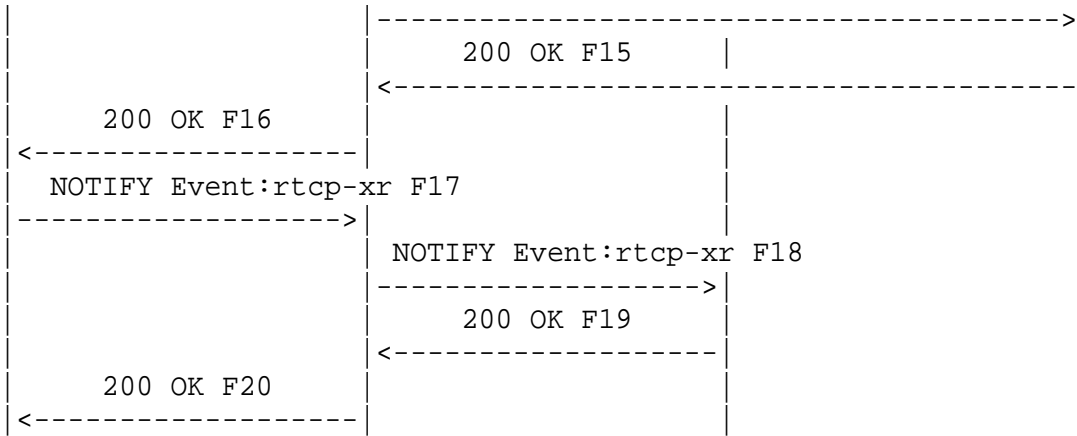 200 OK F15
200 OK F16
NOTIFY Event:rtcp-xr F17
NOTIFY Event:rtcp-xr F18
200 OK F19
200 OK F20